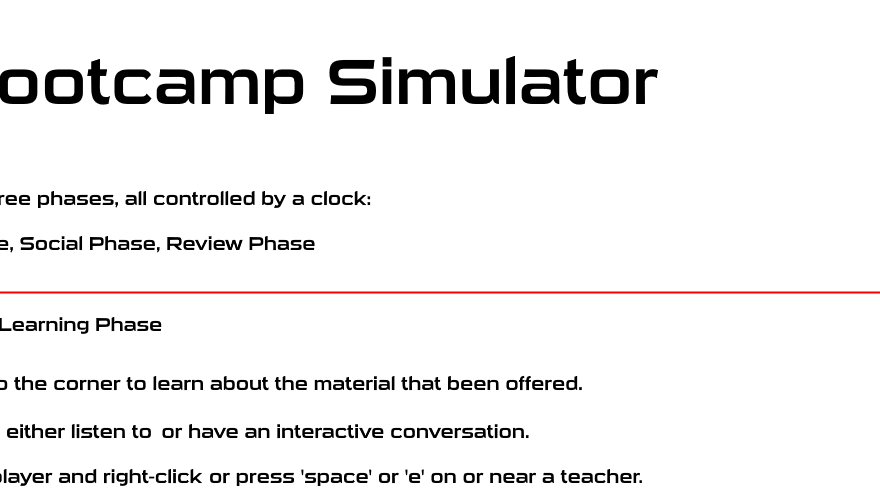 ootcamp Simulator
ree phases, all controlled by a clock:
e, Social Phase, Review Phase
Learning Phase
o the corner to learn about the material that been offered.
either listen to or have an interactive conversation.
player and right-click or press 'space' or 'e' on or near a teacher.